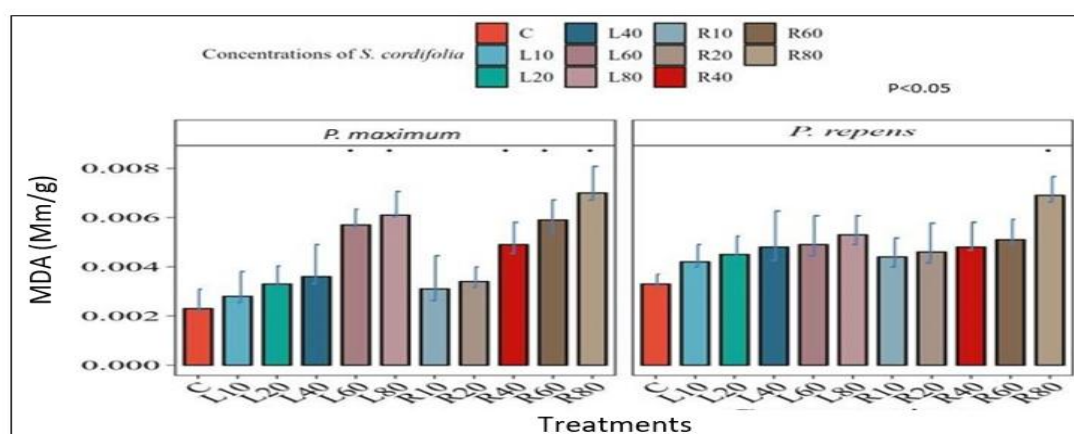 C L40 R10 R60
Concentrations of S. cordifolia L10 L60 R20 R80
L20 L80 R40
P<0.05
P. maximum P. repens
MDA (Mm/g)
0.008
0.006
0.004
0.002
0.000
C L10 L20 L40 L60 L80 R10 R20 R40 R60 R80 C L10 L20 L40 L60 L80 R10 R20 R40 R60 R80
Treatments